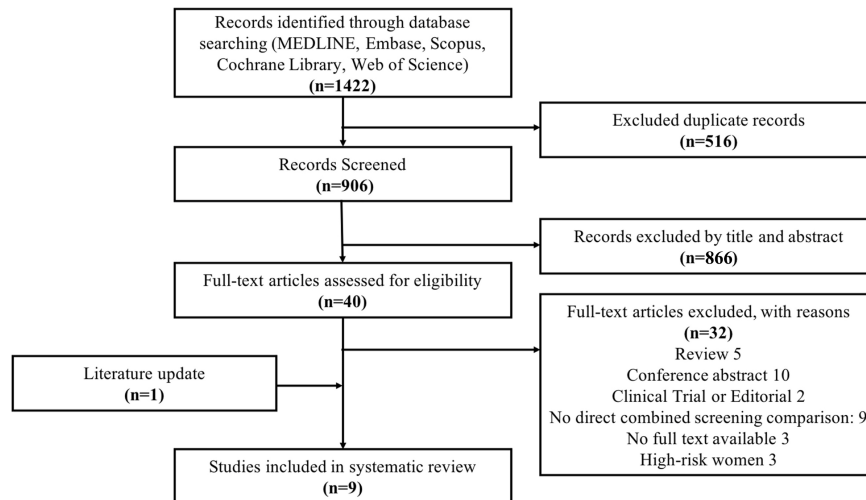 Records identified through database
searching (MEDLINE, Embase, Scopus,
Cochrane Library, Web of Science)
(n=1422)
Excluded duplicate records
(n=516)
Records Screened
(n=906)
Records excluded by title and abstract
(n=866)
Full-text articles assessed for eligibility
(n=40)
Full-text articles excluded, with reasons
(n=32)
Review 5
Conference abstract 10
Clinical Trial or Editorial 2
No direct combined screening comparison: 9
No full text available 3
High-risk women 3
Literature update
(n=1)
Studies included in systematic review
(n=9)